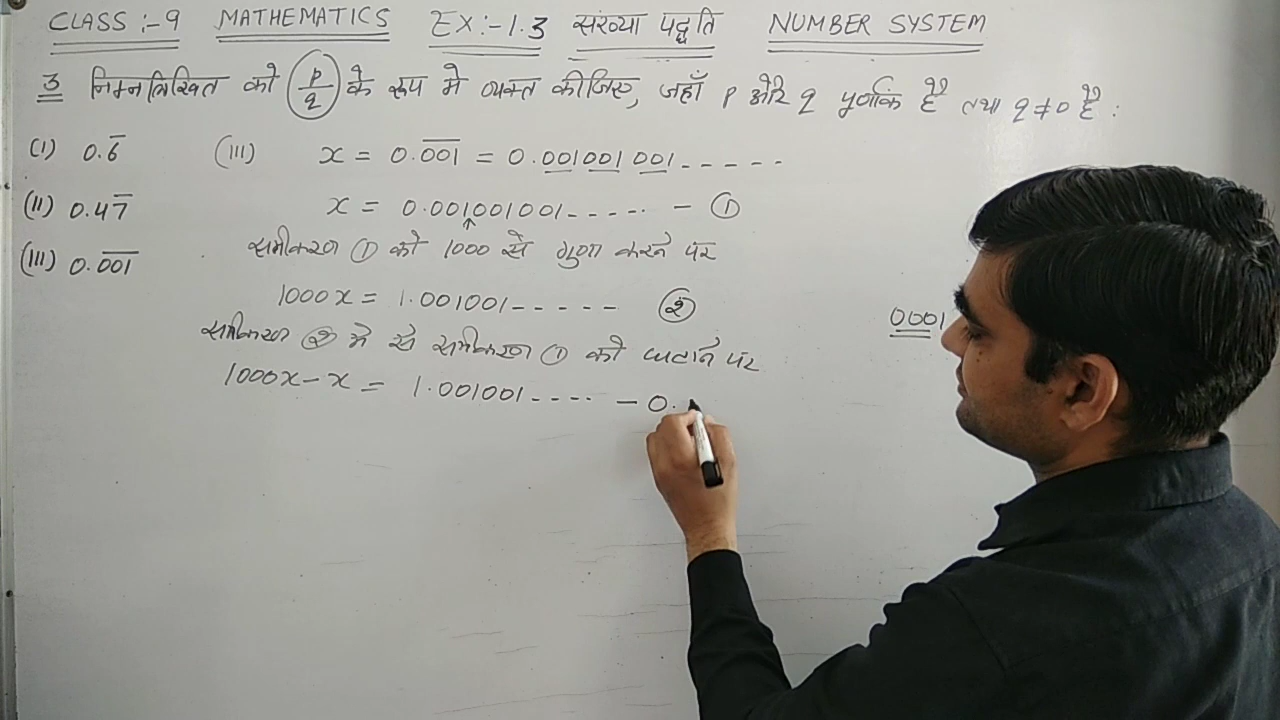 CLASS :- 9 MATHEMATICS EX:- 1.3 संख्या पद्धति NUMBER SYSTEM
3 निम्नलिखित को (p/q) के रूप में व्यक्त कीजिए, जहाँ p और q पूर्णांक हैं तथा q ≠ 0 है :
(I) 0.6̅
(II) 0.47̅
(III) 0.0̅0̅1̅
(III) x = 0.0̅0̅1̅ = 0.001001001-----
x = 0.001001001----- - ①
समीकरण ① को 1000 से गुणा करने पर
1000x = 1.001001----- ②
समीकरण ② में से समीकरण ① को घटाने पर
1000x - x = 1.001001---- - 0.
0001